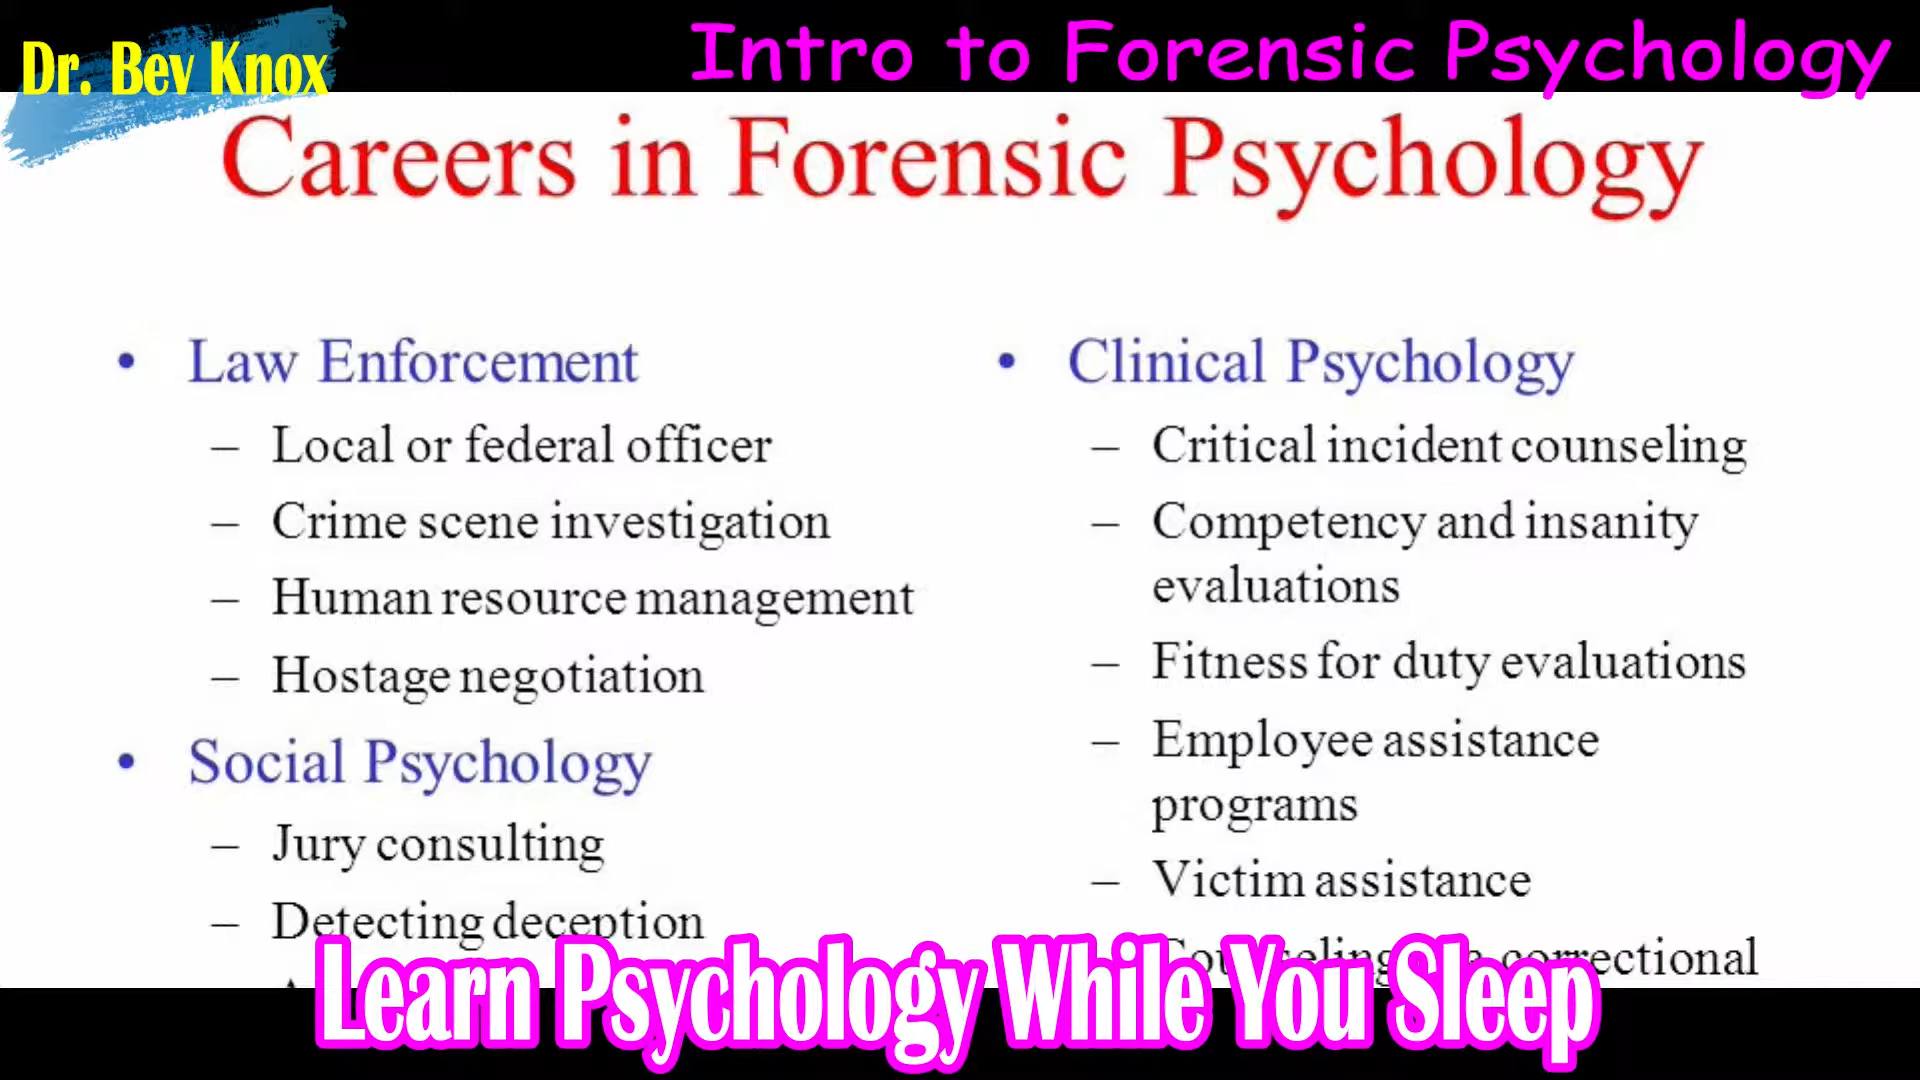 Dr. Bev Knox
Intro to Forensic Psychology
Careers in Forensic Psychology
• Law Enforcement
– Local or federal officer
– Crime scene investigation
– Human resource management
– Hostage negotiation
• Social Psychology
– Jury consulting
– Detecting deception
• Clinical Psychology
– Critical incident counseling
– Competency and insanity
evaluations
– Fitness for duty evaluations
– Employee assistance
programs
– Victim assistance
Counseling correctional
Learn Psychology While You Sleep